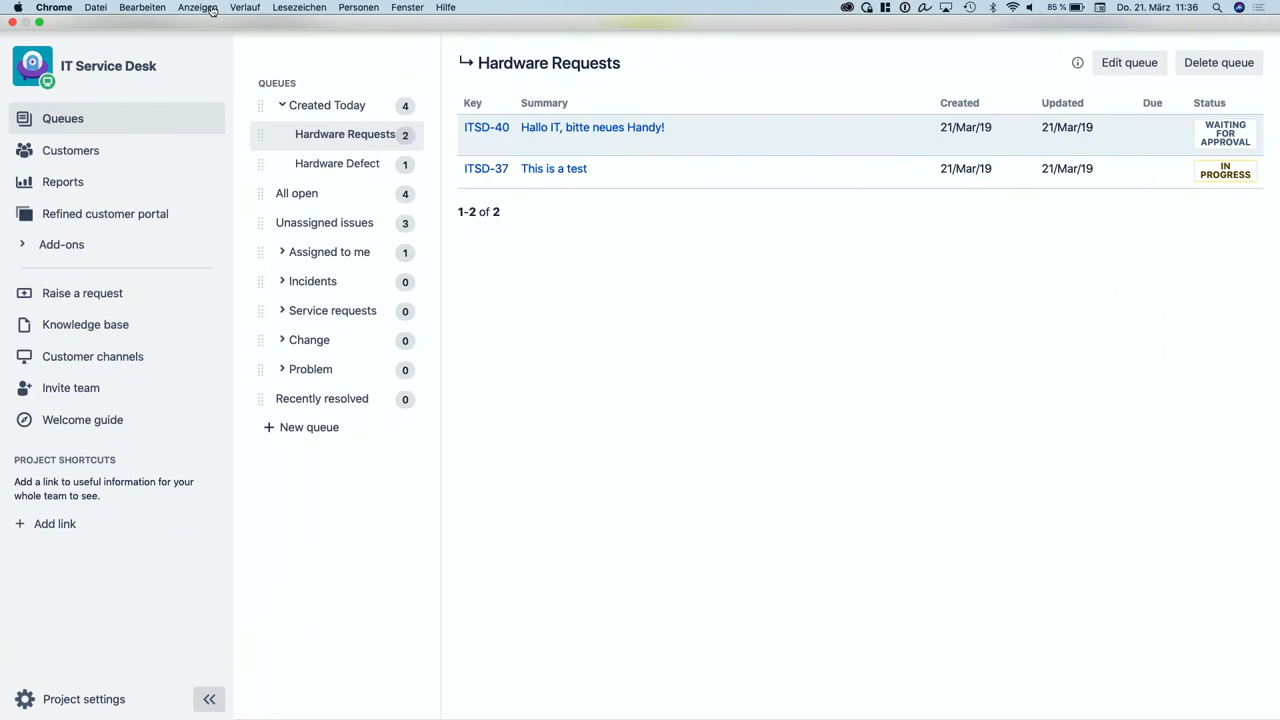 Chrome Datei Bearbeiten Anzeigen Verlauf Lesezeichen Personen Fenster Hilfe 85 % Do. 21. März 11:36
IT Service Desk
Queues
Customers
Reports
Refined customer portal
Add-ons
Raise a request
Knowledge base
Customer channels
Invite team
Welcome guide
PROJECT SHORTCUTS
Add a link to useful information for your
whole team to see.
+ Add link
Project settings
QUEUES
Created Today 4
Hardware Requests 2
Hardware Defect 1
All open 4
Unassigned issues 3
Assigned to me 1
Incidents 0
Service requests 0
Change 0
Problem 0
Recently resolved 0
+ New queue
Hardware Requests
Edit queue
Delete queue
Key Summary Created Updated Due Status
ITSD-40 Hallo IT, bitte neues Handy! 21/Mar/19 21/Mar/19 WAITING
FOR
APPROVAL
ITSD-37 This is a test 21/Mar/19 21/Mar/19 IN
PROGRESS
1-2 of 2